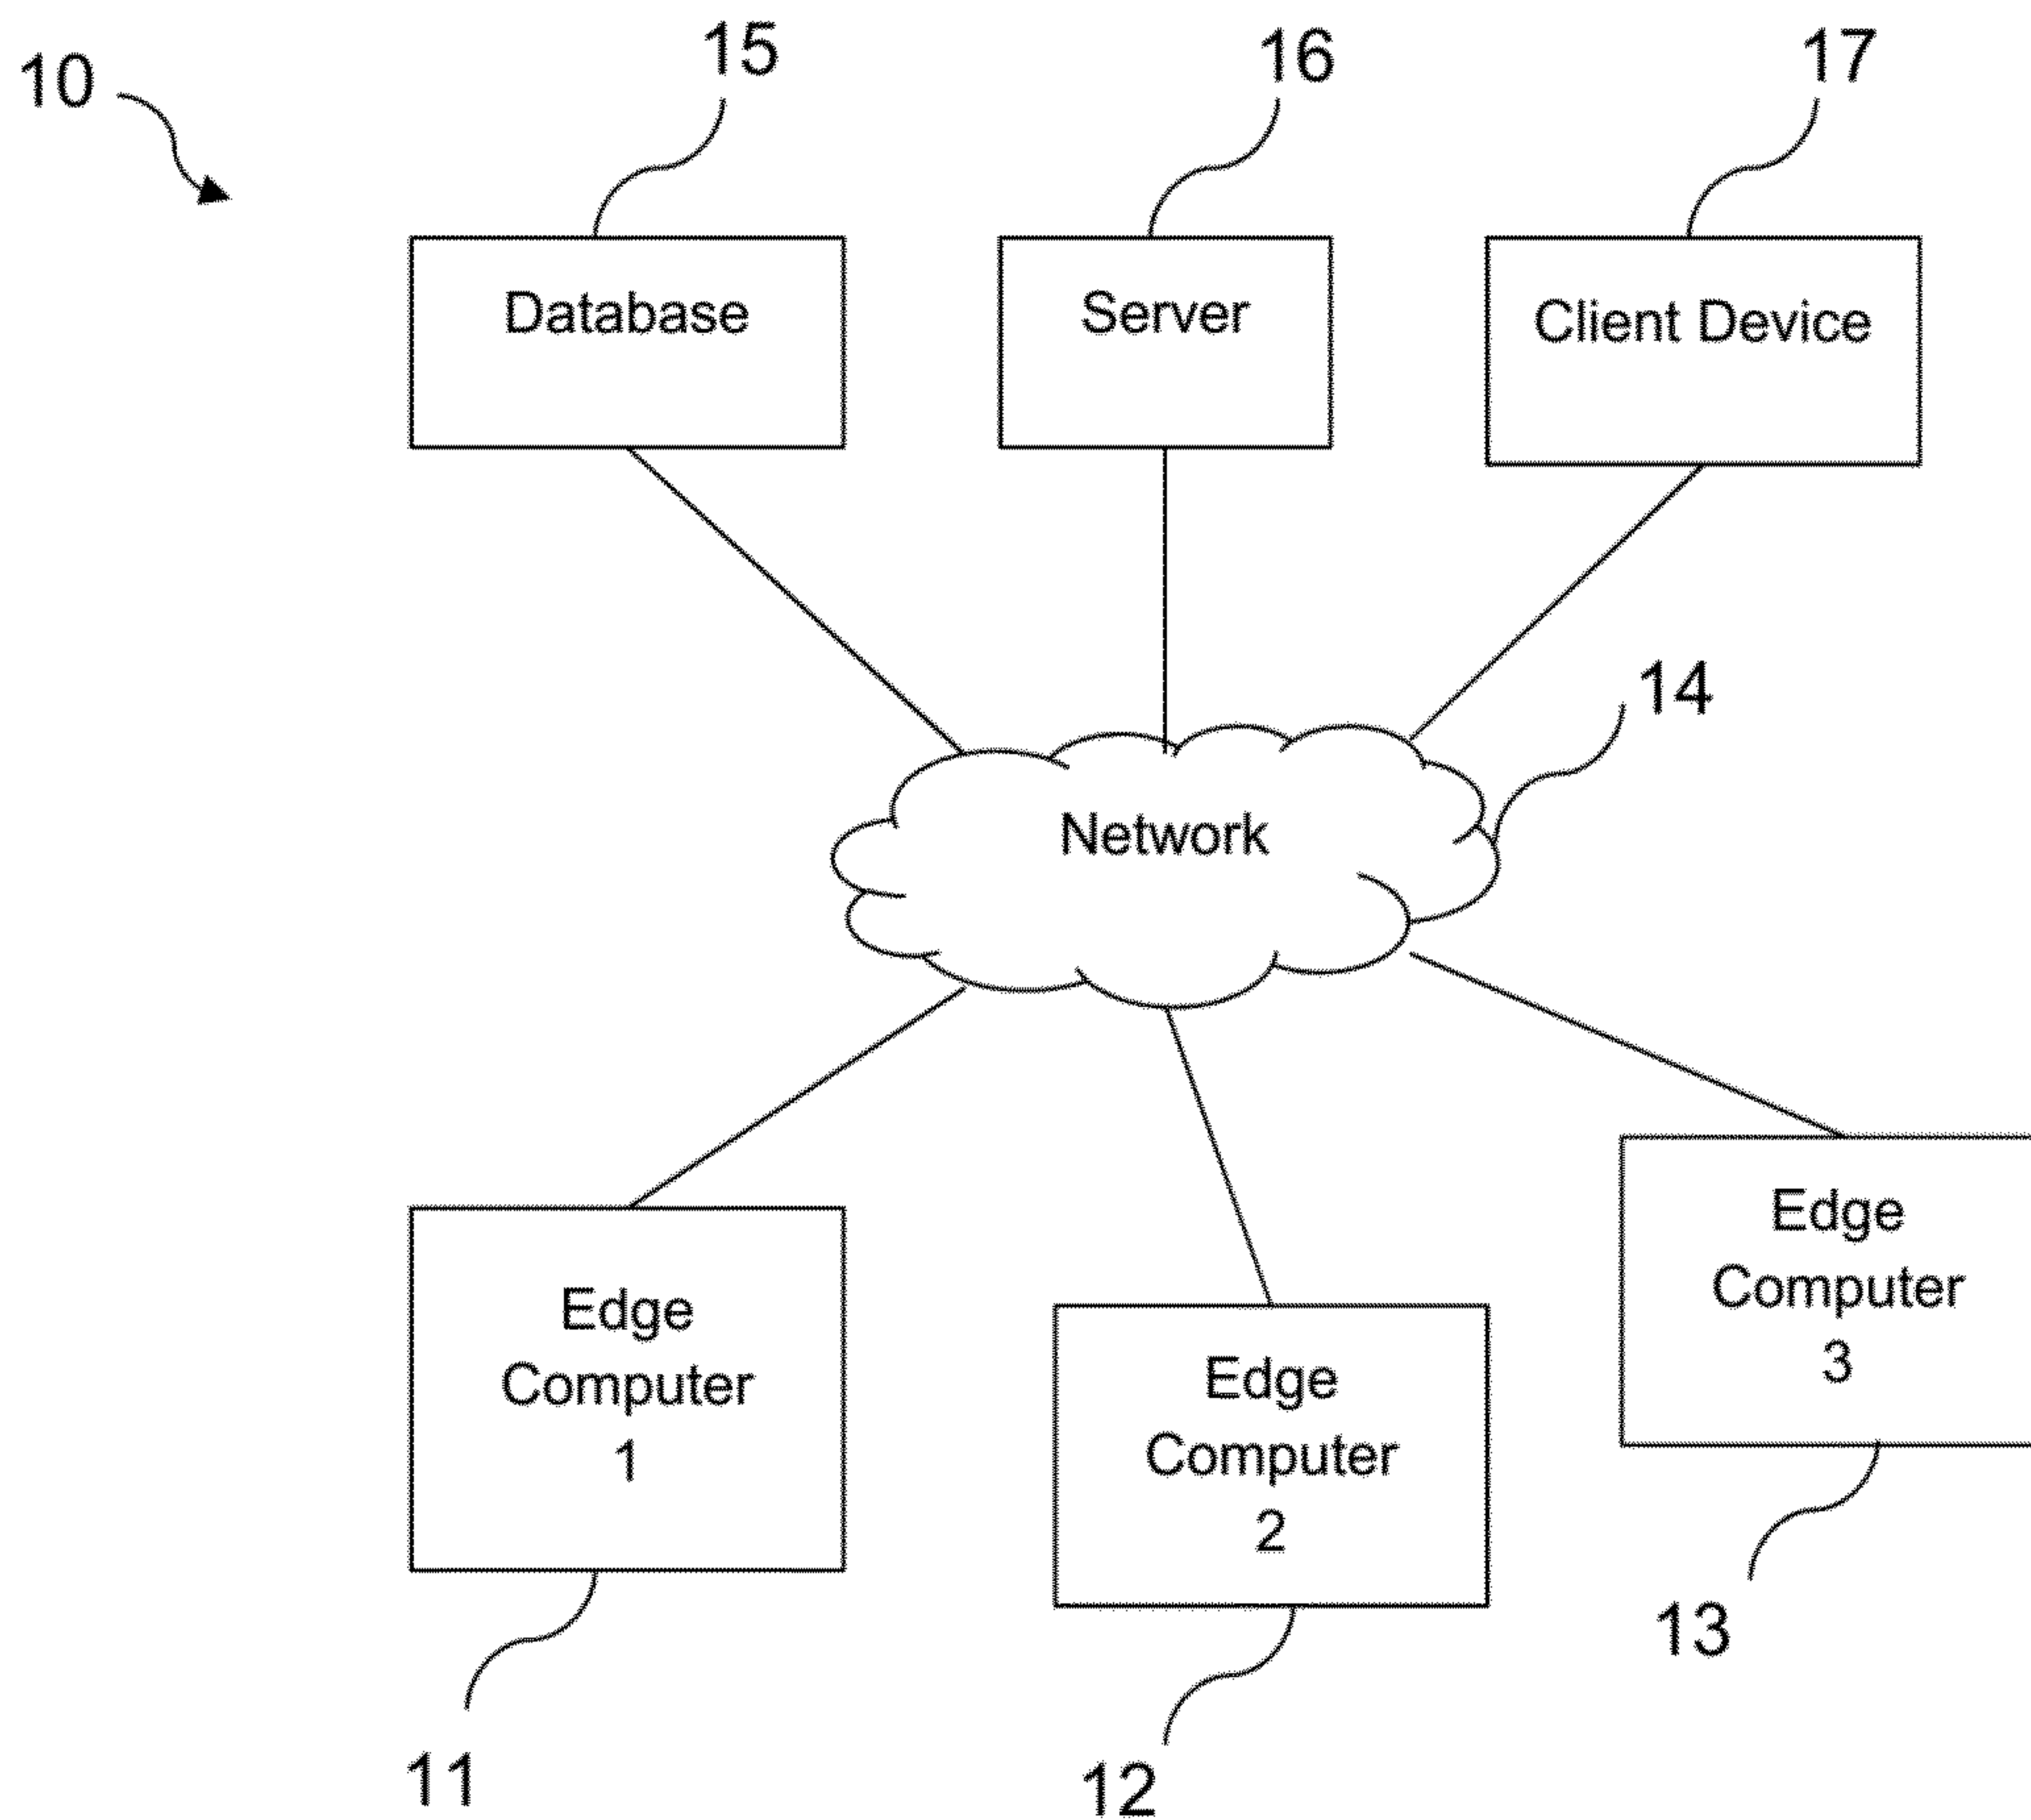 10
15
16
17
Database
Server
Client Device
14
Network
Edge
Computer
1
Edge
Computer
2
Edge
Computer
3
11
12
13